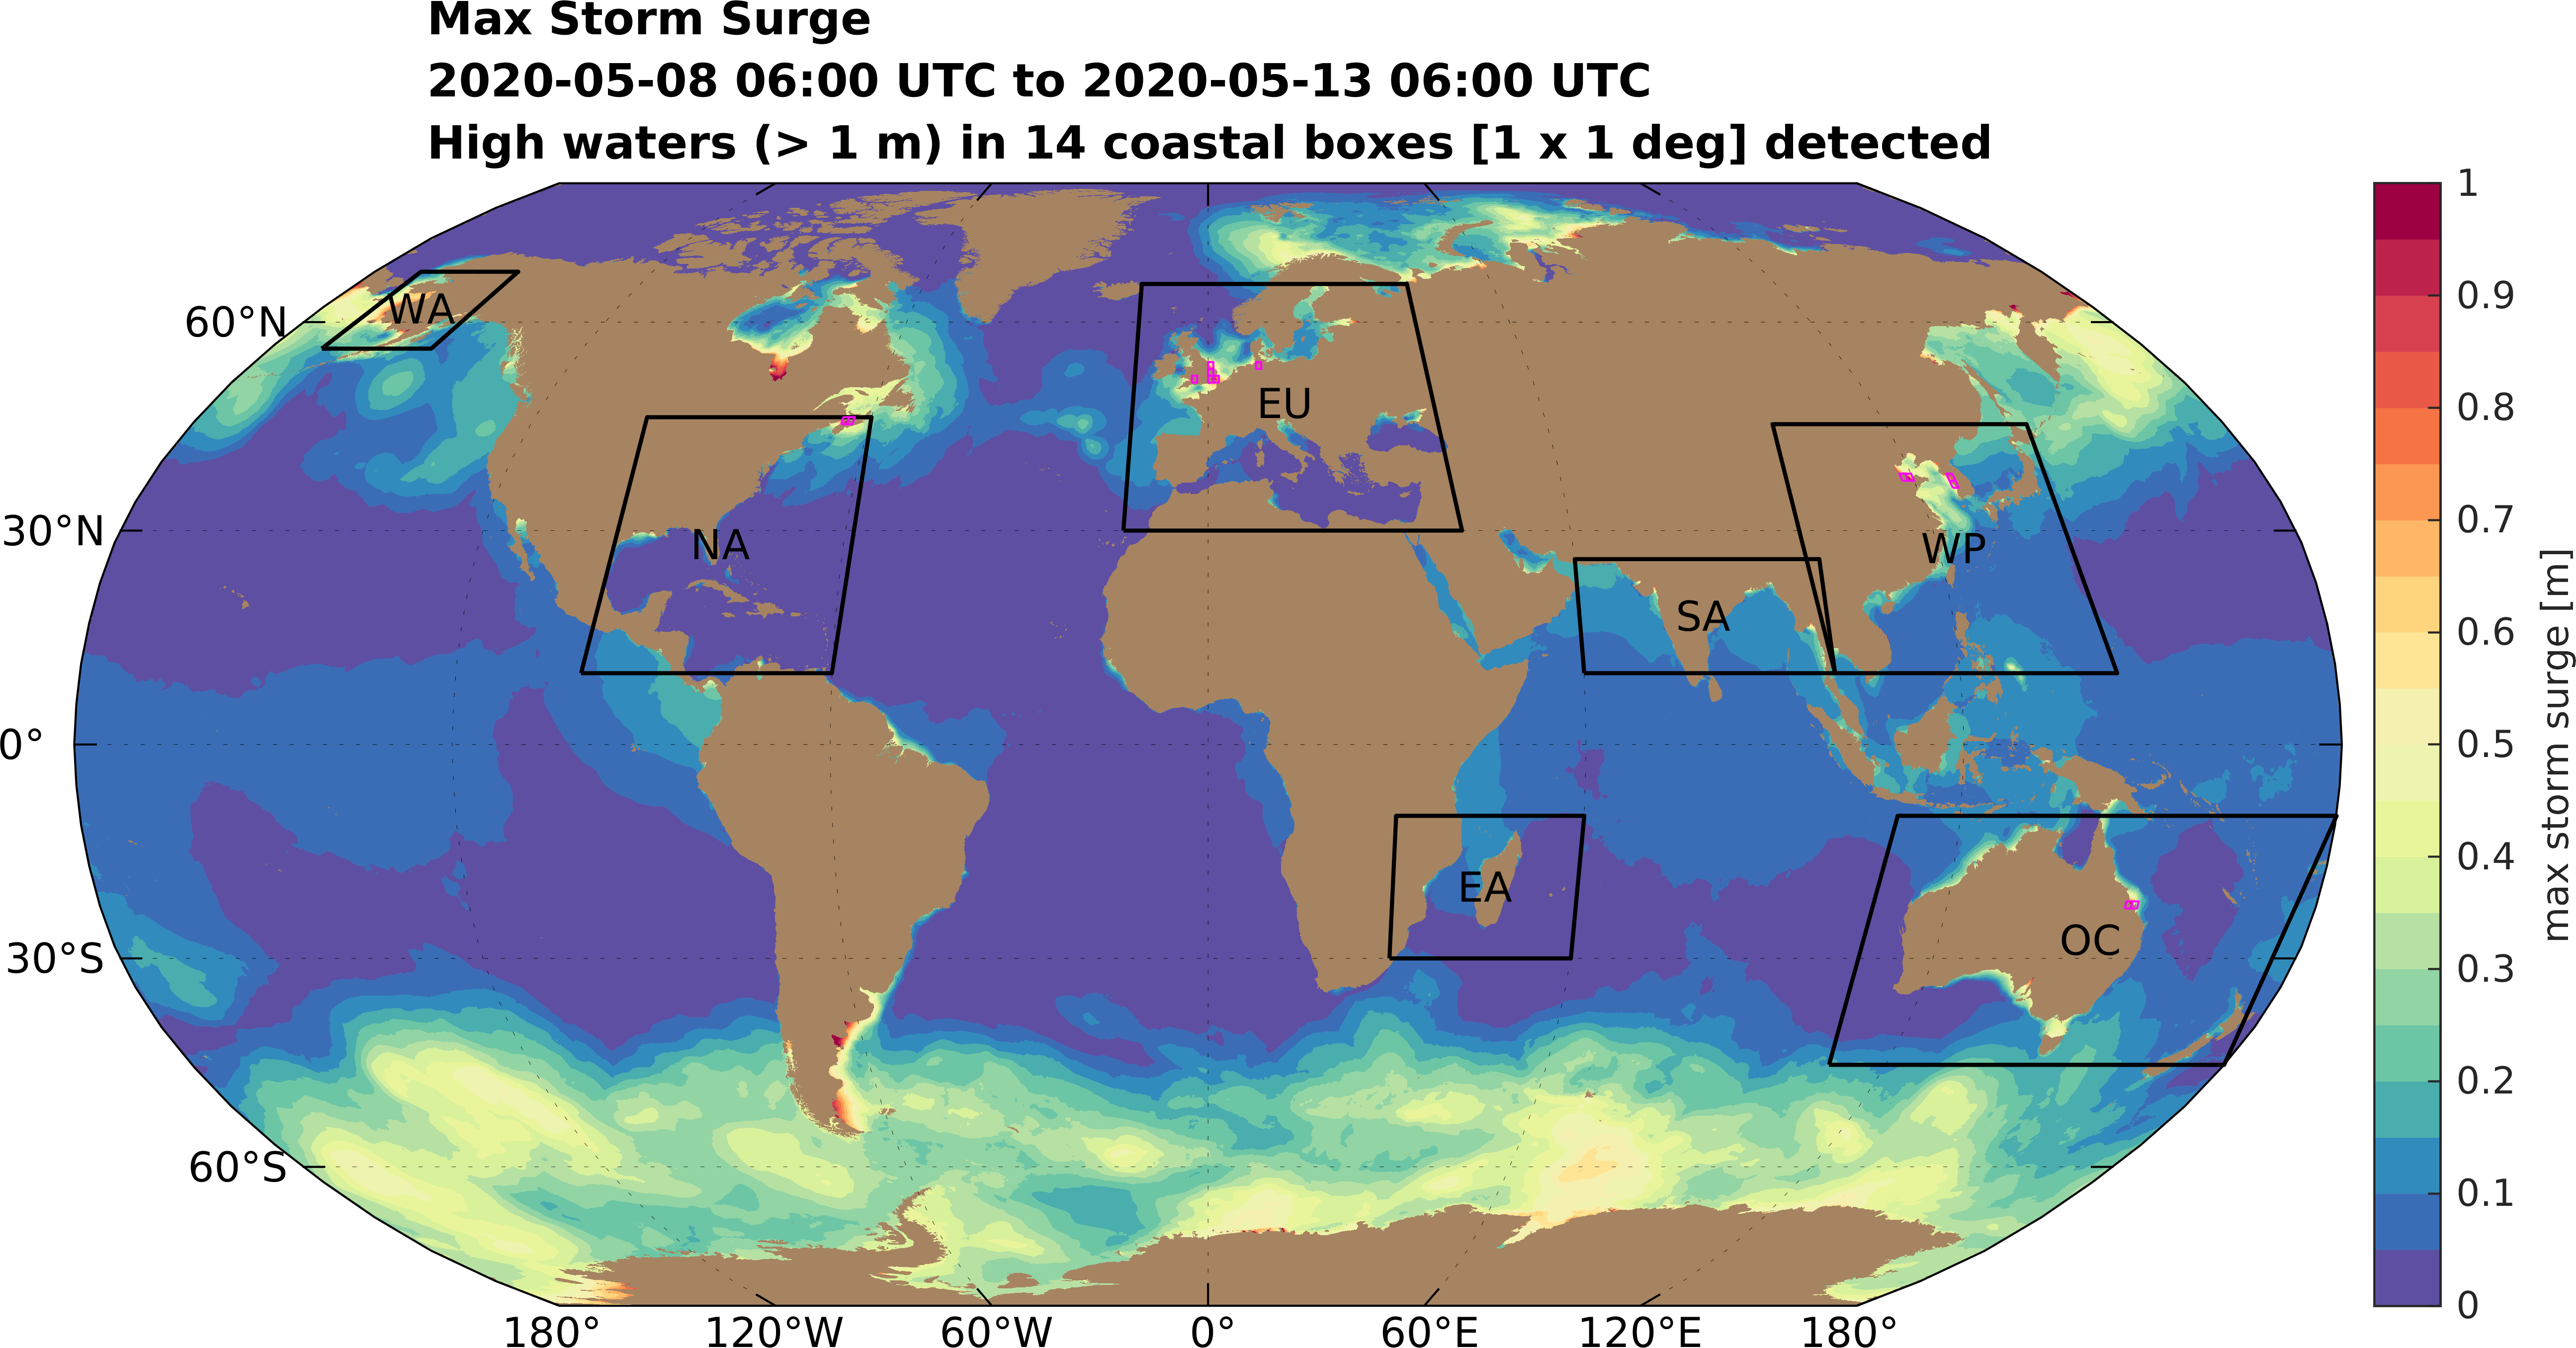 Max Storm Surge
2020-05-08 06:00 UTC to 2020-05-13 06:00 UTC
High waters (> 1 m) in 14 coastal boxes [1 x 1 deg] detected
WA
EU
NA
WP
SA
EA
OC
60°N
30°N
0°
30°S
60°S
180°
120°W
60°W
0°
60°E
120°E
180°
1
0.9
0.8
0.7
0.6
0.5
0.4
0.3
0.2
0.1
0
max storm surge [m]